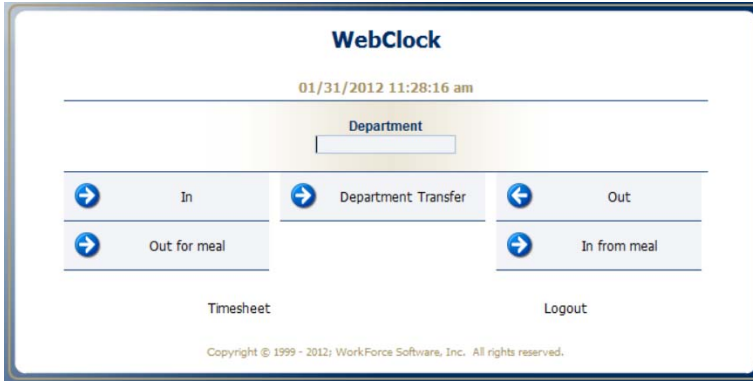 WebClock
01/31/2012 11:28:16 am
Department
In Department Transfer Out
Out for meal In from meal
Timesheet Logout
Copyright © 1999 - 2012; WorkForce Software, Inc. All rights reserved.